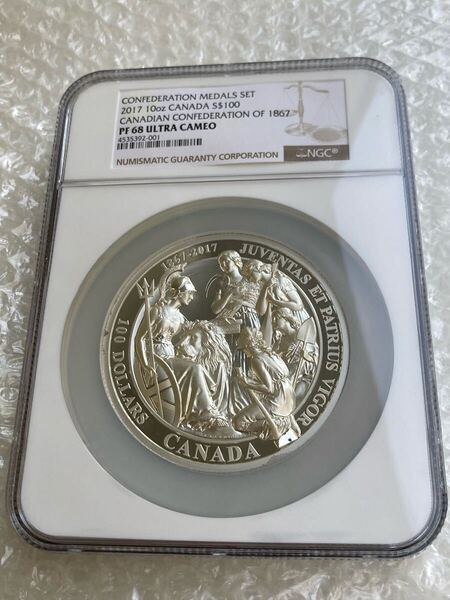 CONFEDERATION MEDALS SET
2017 10oz CANADA S$100
CANADIAN CONFEDERATION OF 1867
PF 68 ULTRA CAMEO
4535392-001
NUMISMATIC GUARANTY CORPORATION
NGC®
1867-2017
JUVENTAS ET PATRIUS VIGOR
100 DOLLARS
CANADA